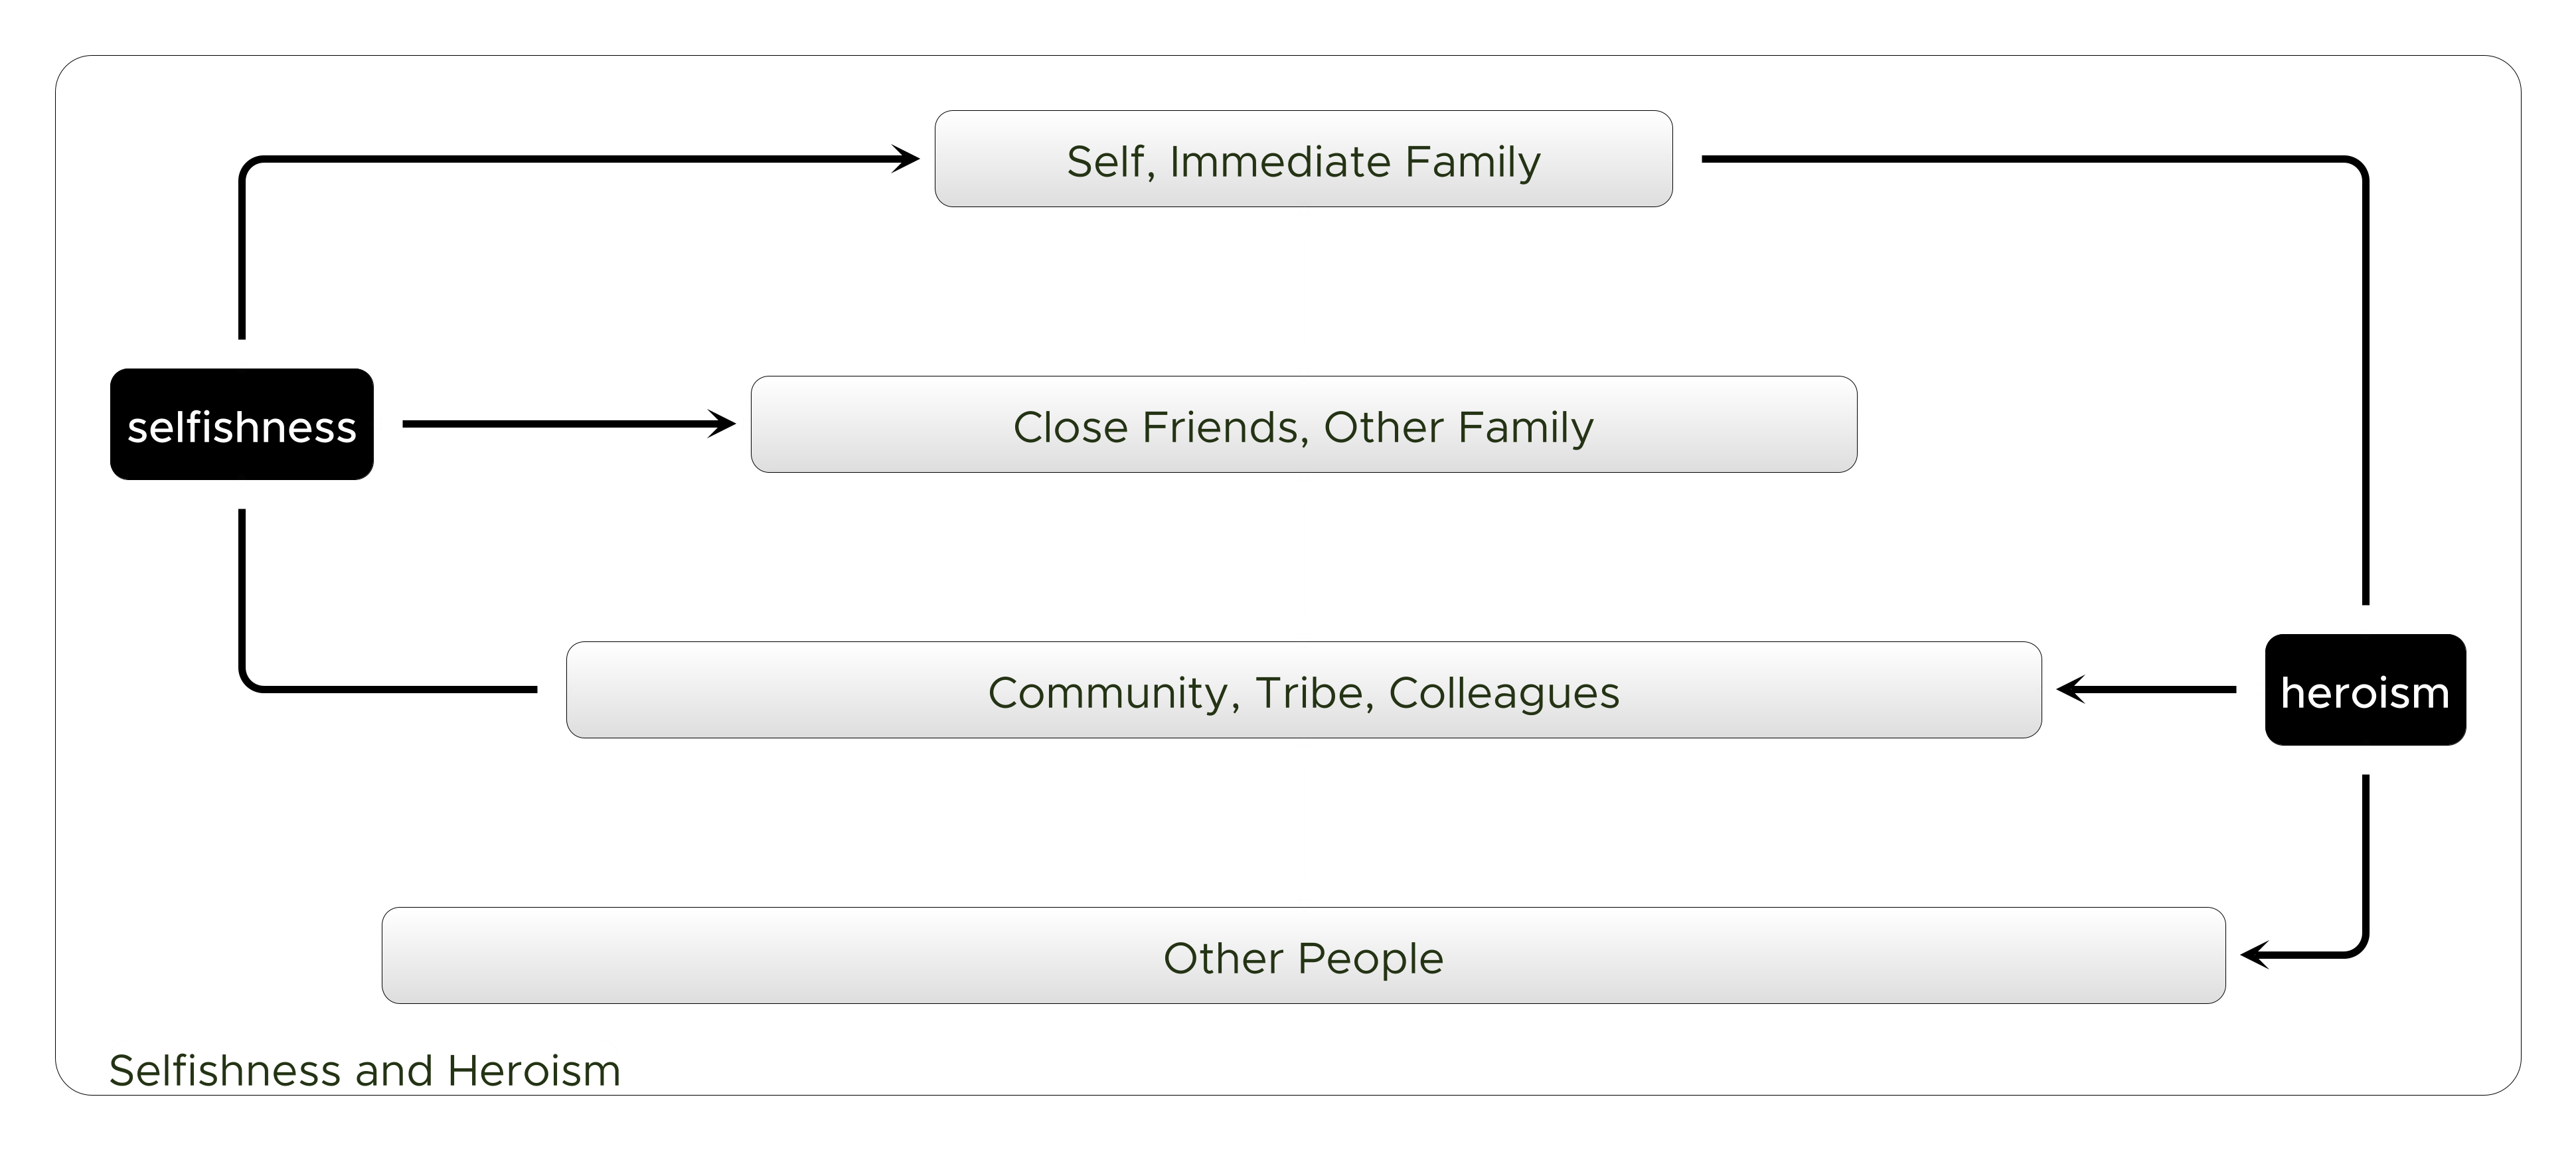 Self, Immediate Family
selfishness
Close Friends, Other Family
Community, Tribe, Colleagues
heroism
Other People
Selfishness and Heroism